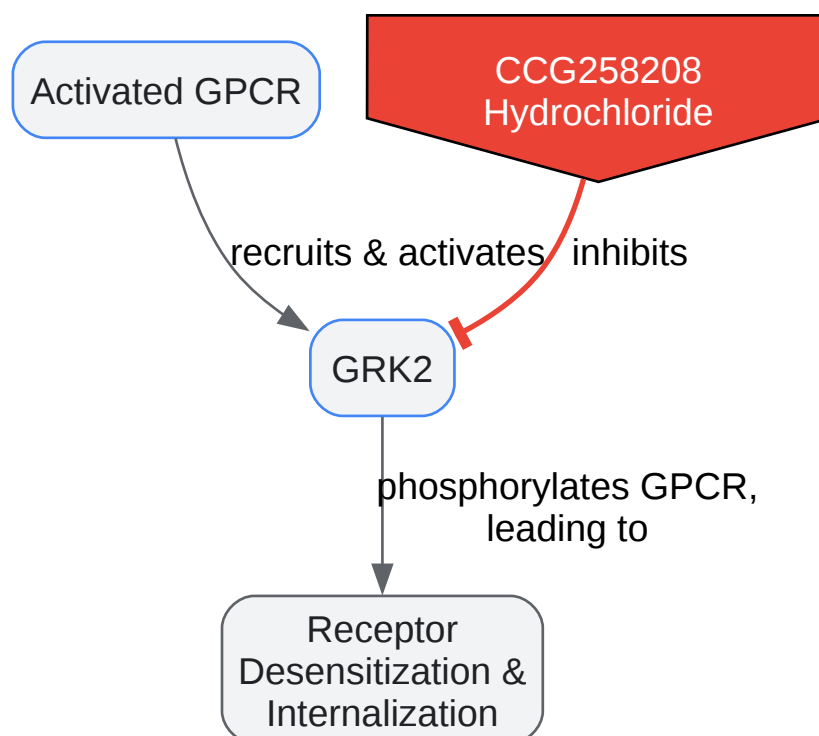 Activated GPCR
CCG258208
Hydrochloride
recruits & activates
inhibits
GRK2
phosphorylates GPCR,
leading to
Receptor
Desensitization &
Internalization